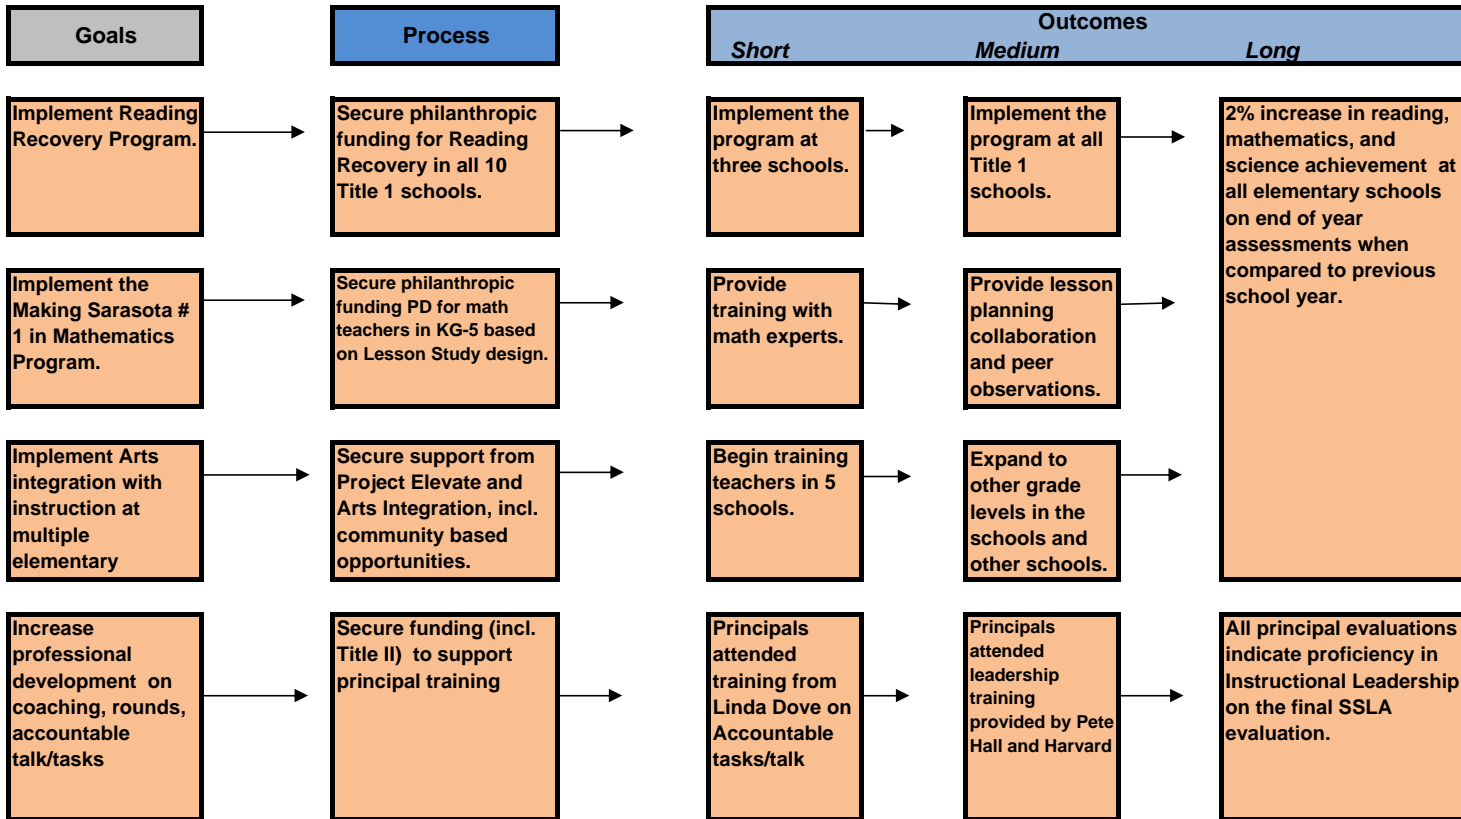 Goals
Process
Outcomes
Short Medium Long
Implement Reading
Recovery Program.
Secure philanthropic
funding for Reading
Recovery in all 10
Title 1 schools.
Implement the
program at
three schools.
Implement the
program at all
Title 1
schools.
2% increase in reading,
mathematics, and
science achievement at
all elementary schools
on end of year
assessments when
compared to previous
school year.
Implement the
Making Sarasota #
1 in Mathematics
Program.
Secure philanthropic
funding PD for math
teachers in KG-5 based
on Lesson Study design.
Provide
training with
math experts.
Provide lesson
planning
collaboration
and peer
observations.
Implement Arts
integration with
instruction at
multiple
elementary
Secure support from
Project Elevate and
Arts Integration, incl.
community based
opportunities.
Begin training
teachers in 5
schools.
Expand to
other grade
levels in the
schools and
other schools.
Increase
professional
development on
coaching, rounds,
accountable
talk/tasks
Secure funding (incl.
Title II) to support
principal training
Principals
attended
training from
Linda Dove on
Accountable
tasks/talk
Principals
attended
leadership
training
provided by Pete
Hall and Harvard
All principal evaluations
indicate proficiency in
Instructional Leadership
on the final SSLA
evaluation.